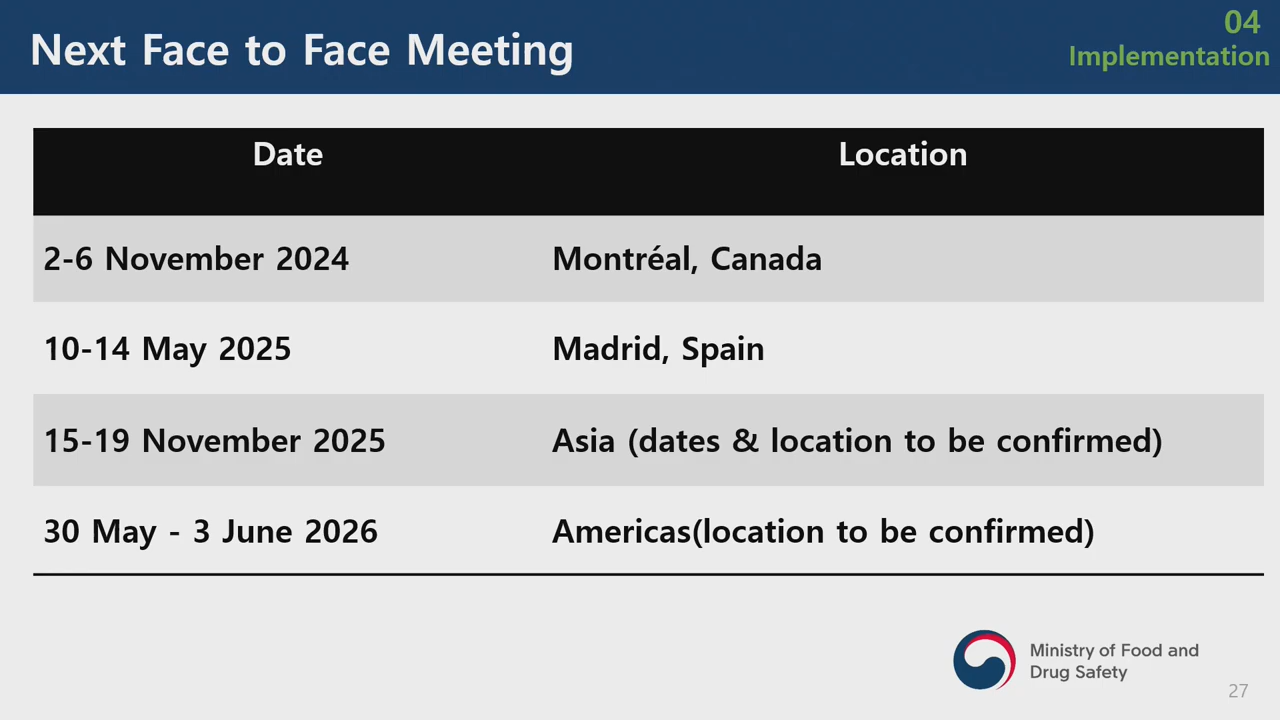 Next Face to Face Meeting
04
Implementation
Date Location
2-6 November 2024 Montréal, Canada
10-14 May 2025 Madrid, Spain
15-19 November 2025 Asia (dates & location to be confirmed)
30 May - 3 June 2026 Americas(location to be confirmed)
Ministry of Food and
Drug Safety
27